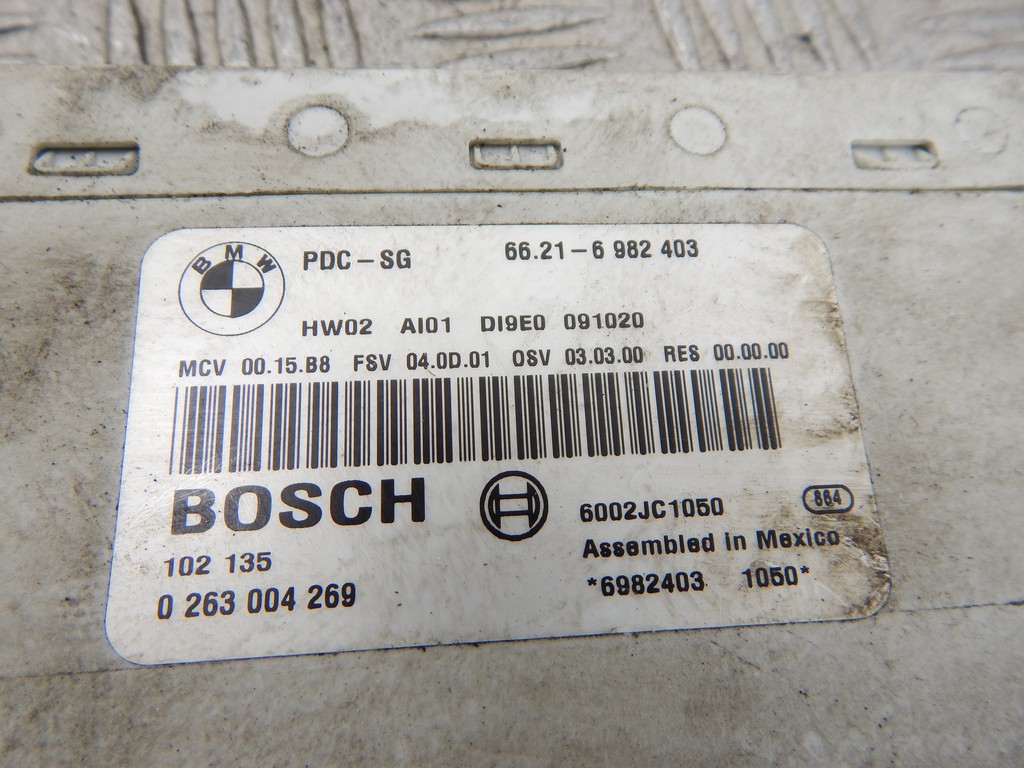 BMW PDC-SG 66.21-6 982 403
HW02 AI01 DI9E0 091020
MCV 00.15.B8 FSV 04.0D.01 OSV 03.03.00 RES 00.00.00
BOSCH 6002JC1050 864
102 135 Assembled in Mexico
0 263 004 269 *6982403 1050*